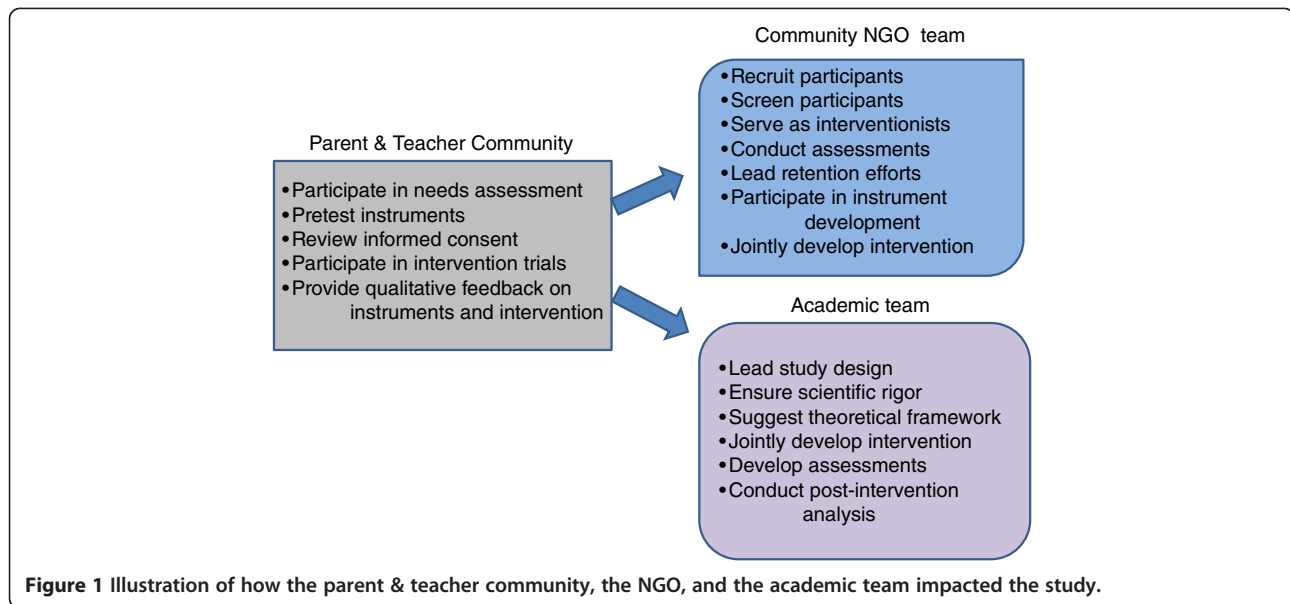 Parent & Teacher Community
•Participate in needs assessment
•Pretest instruments
•Review informed consent
•Participate in intervention trials
•Provide qualitative feedback on
instruments and intervention
Community NGO team
•Recruit participants
•Screen participants
•Serve as interventionists
•Conduct assessments
•Lead retention efforts
•Participate in instrument
development
•Jointly develop intervention
Academic team
•Lead study design
•Ensure scientific rigor
•Suggest theoretical framework
•Jointly develop intervention
•Develop assessments
•Conduct post-intervention
analysis
Figure 1 Illustration of how the parent & teacher community, the NGO, and the academic team impacted the study.